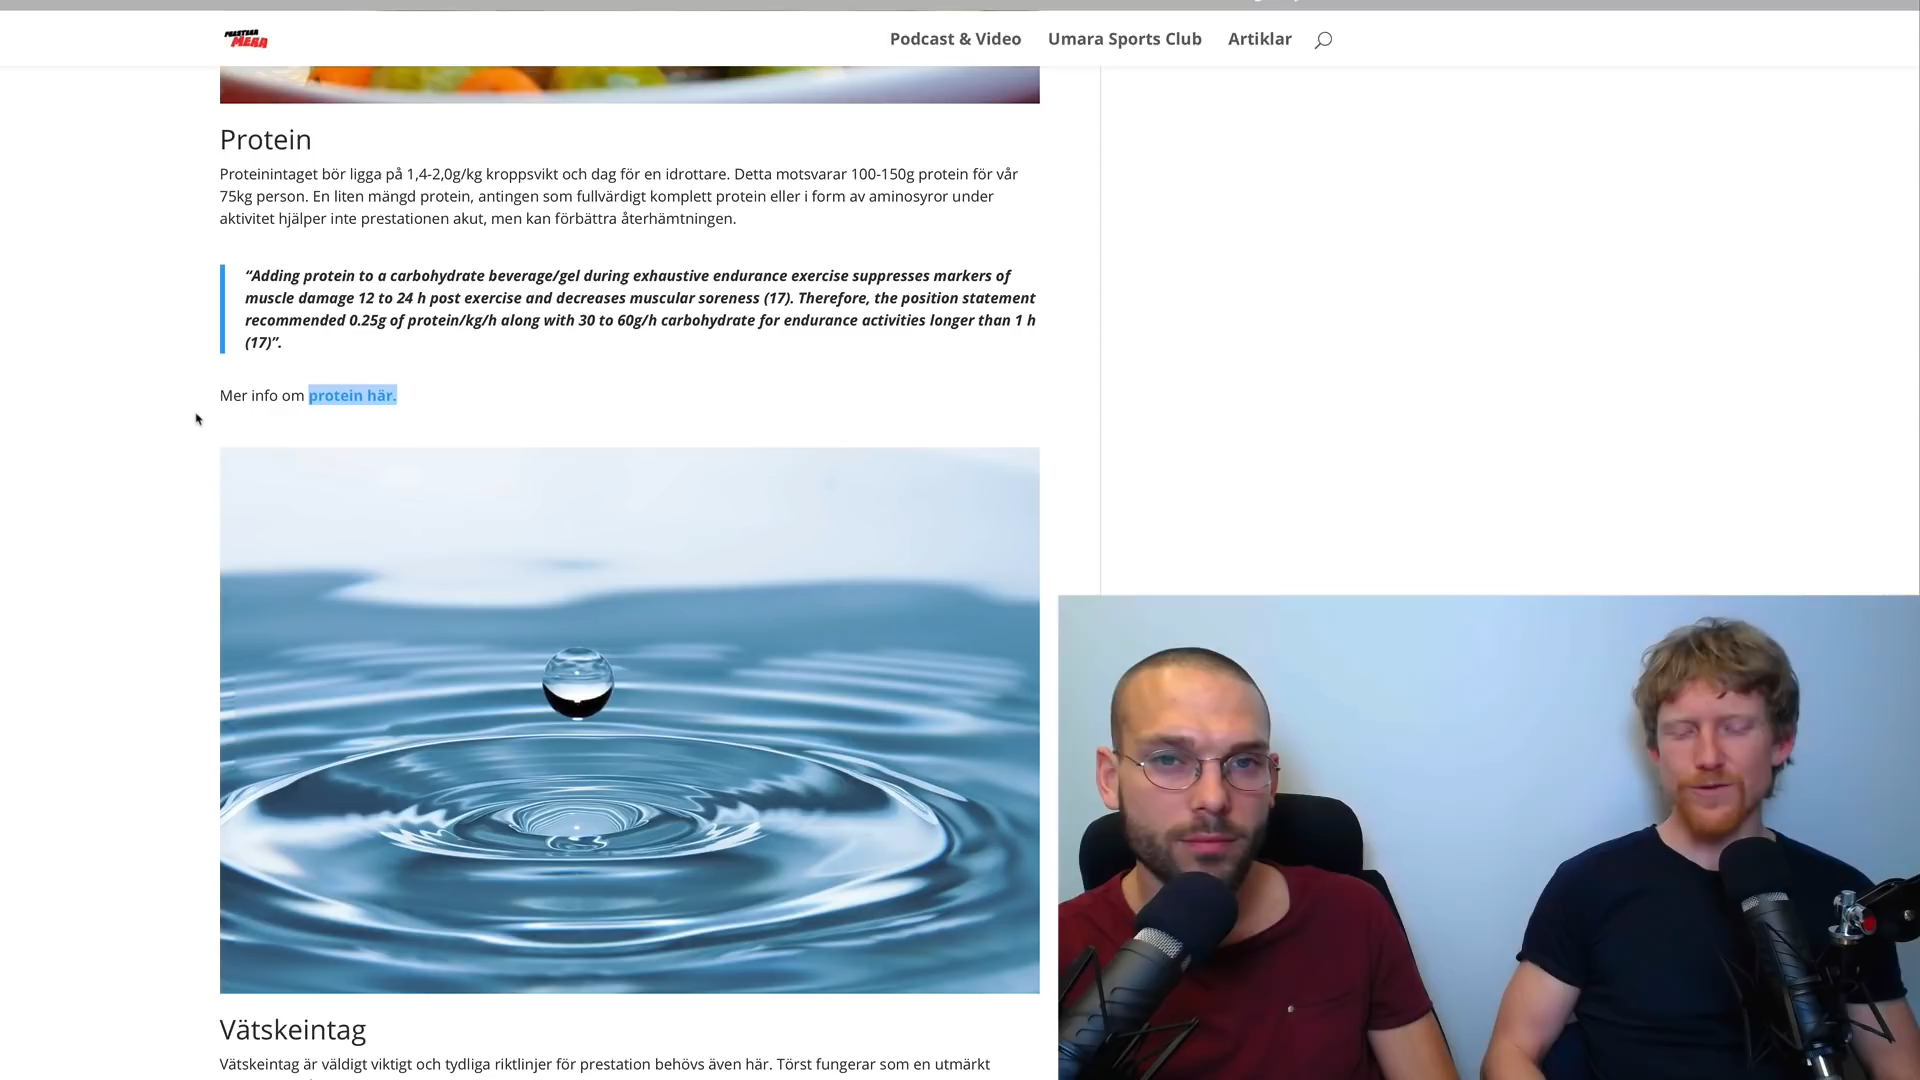 PRESTERA
MERA
Podcast & Video
Umara Sports Club
Artiklar
Protein
Proteinintaget bör ligga på 1,4-2,0g/kg kroppsvikt och dag för en idrottare. Detta motsvarar 100-150g protein för vår
75kg person. En liten mängd protein, antingen som fullvärdigt komplett protein eller i form av aminosyror under
aktivitet hjälper inte prestationen akut, men kan förbättra återhämtningen.
“Adding protein to a carbohydrate beverage/gel during exhaustive endurance exercise suppresses markers of
muscle damage 12 to 24 h post exercise and decreases muscular soreness (17). Therefore, the position statement
recommended 0.25g of protein/kg/h along with 30 to 60g/h carbohydrate for endurance activities longer than 1 h
(17)”.
Mer info om protein här.
Vätskeintag
Vätskeintag är väldigt viktigt och tydliga riktlinjer för prestation behövs även här. Törst fungerar som en utmärkt